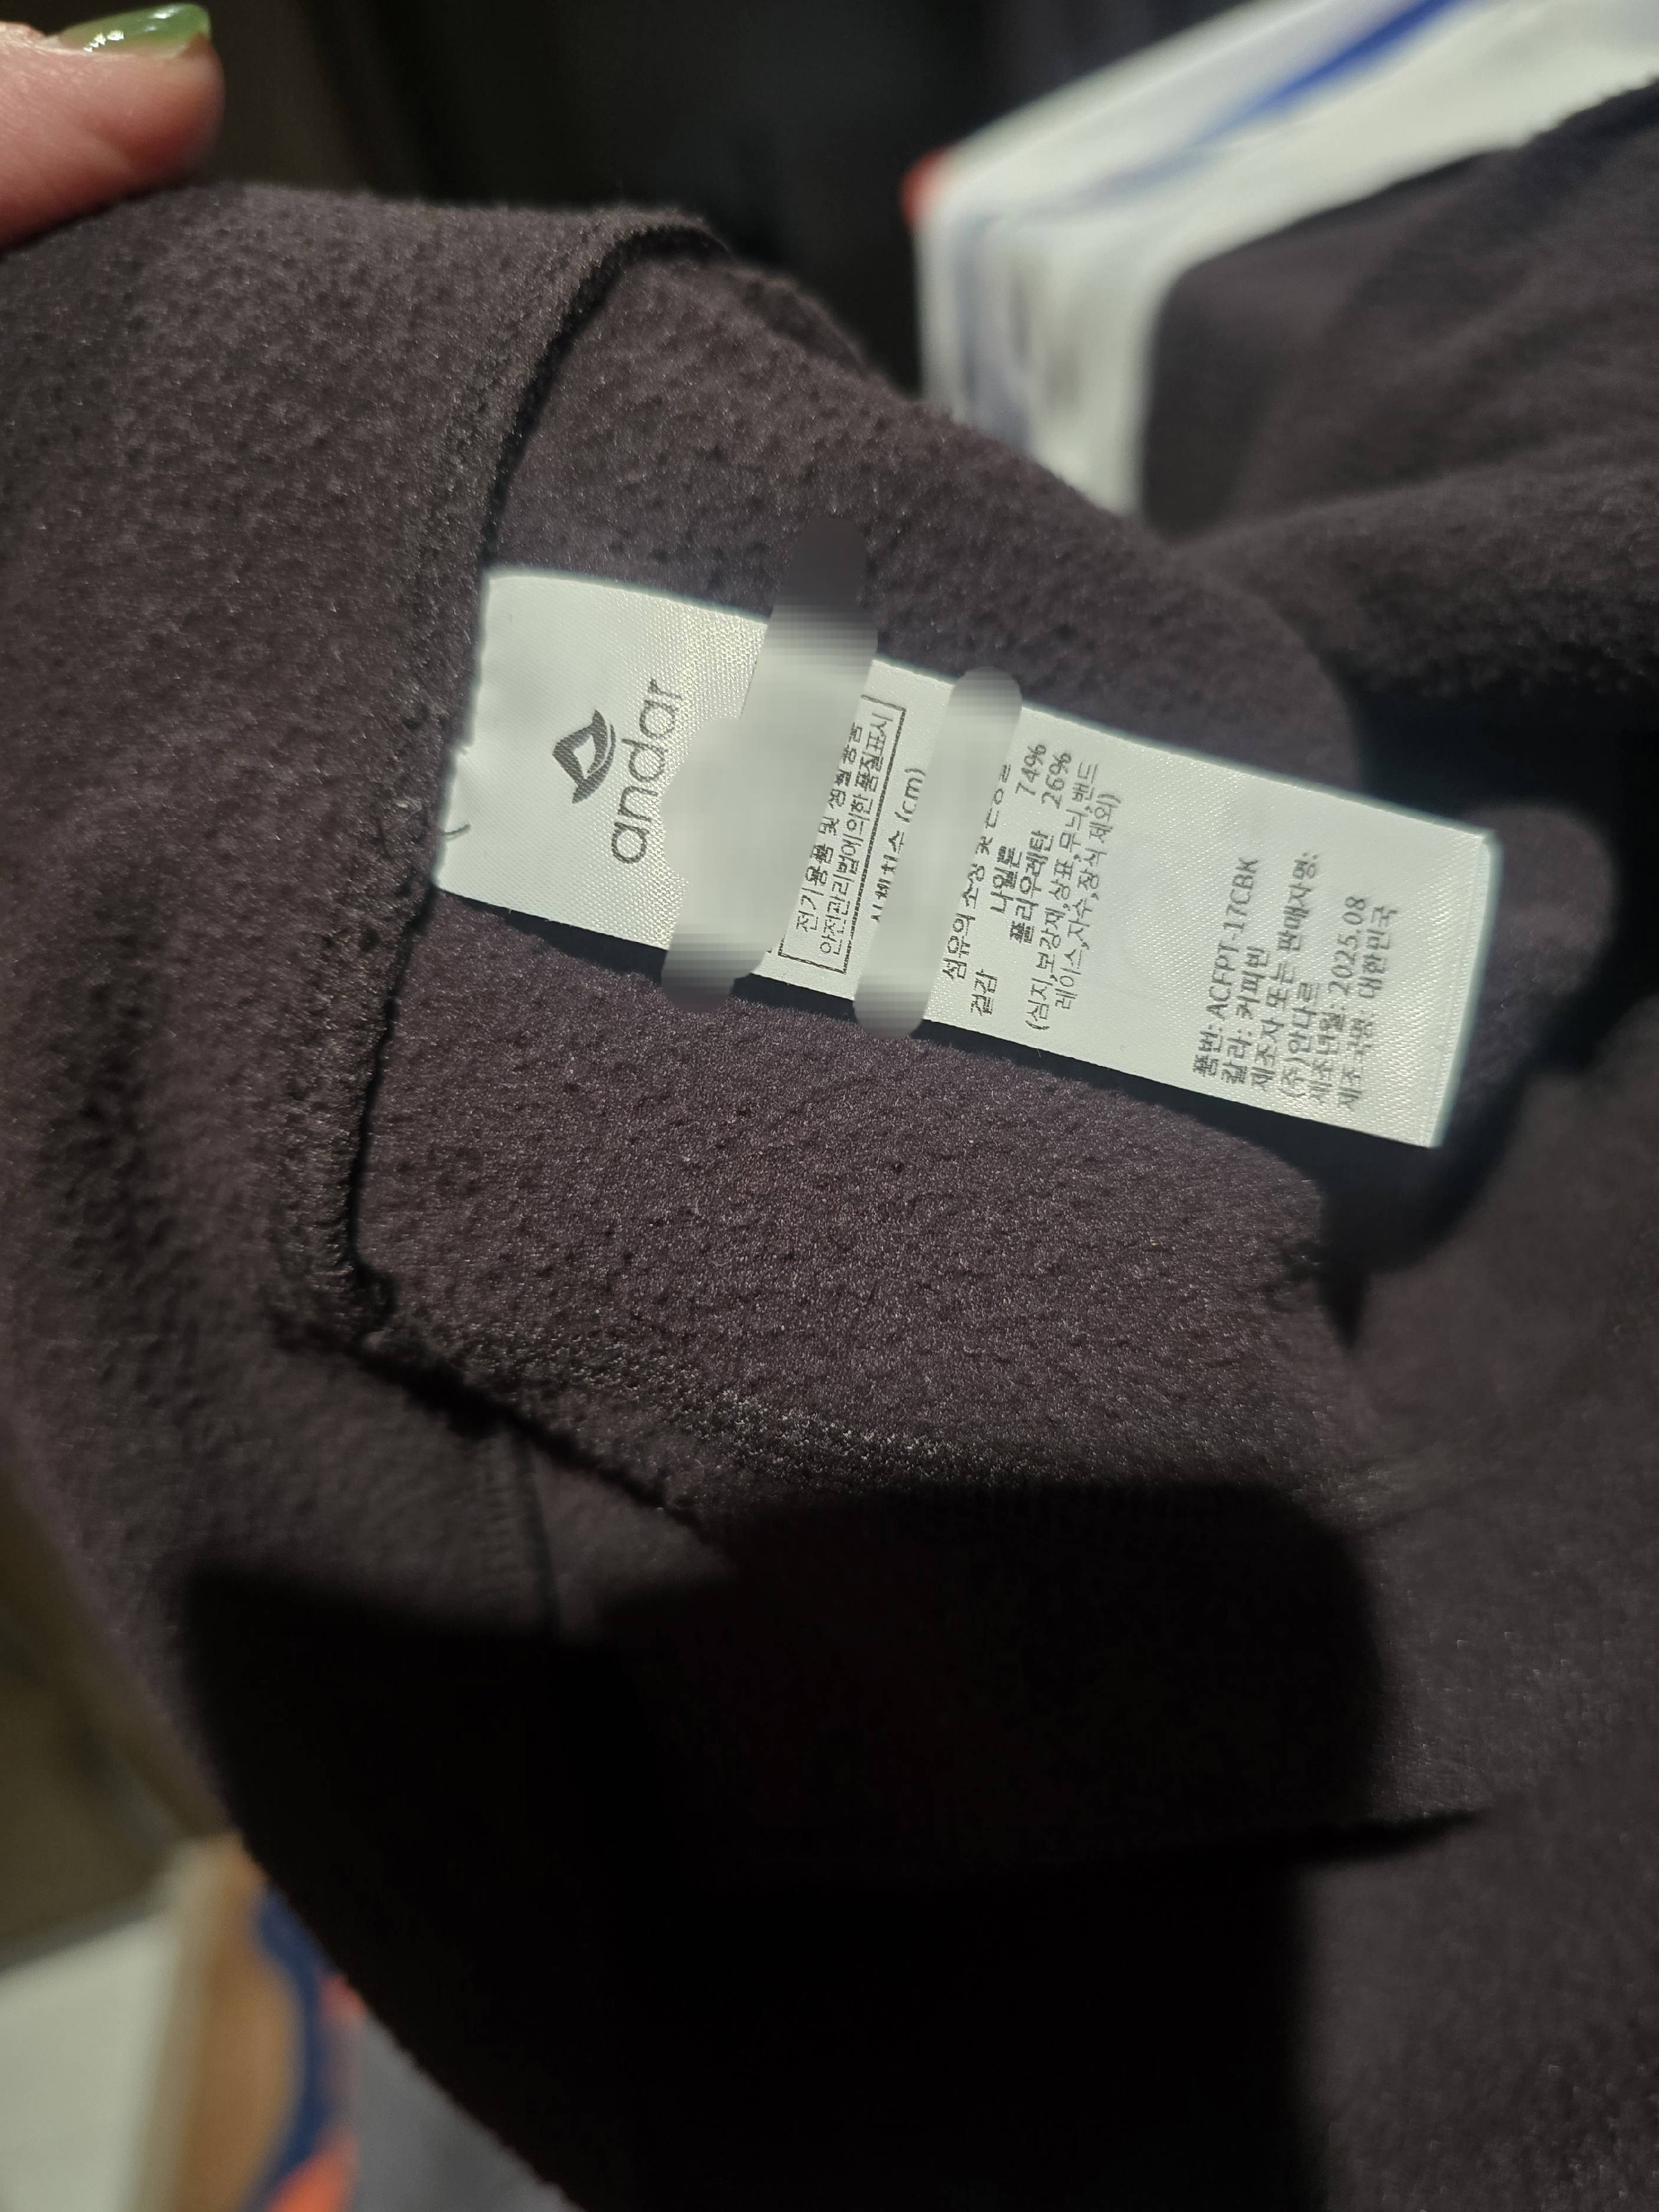 andar
전기용품 및 생활용품
안전관리법에의한 품질표시
신체치수 (cm)
섬유의 조성 및
겉감 나일론 74%
폴리우레탄 26%
(심지,보강재,상표,무늬,밴드
레이스,자수,장식 제외)
품번: ACFPT-17CBK
칼라: 커피빈
제조자 또는 판매자명:
(주)안다르
제조년월: 2025.08
제조국명: 대한민국